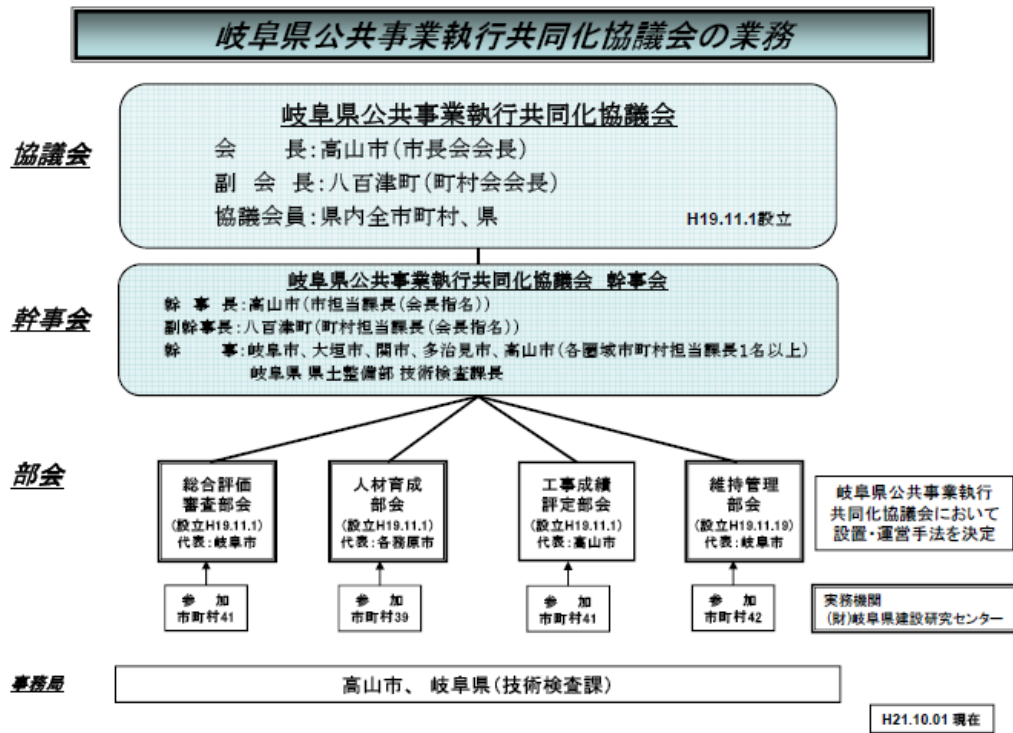 岐阜県公共事業執行共同化協議会の業務
協議会
岐阜県公共事業執行共同化協議会
会　　長:高山市(市長会会長)
副　会　長:八百津町(町村会会長)
協議会員:県内全市町村、県
H19.11.1設立
幹事会
岐阜県公共事業執行共同化協議会　幹事会
幹　事　長:高山市(市担当課長(会長指名))
副幹事長:八百津町(町村担当課長(会長指名))
幹　　事:岐阜市、大垣市、関市、多治見市、高山市(各圏域市町村担当課長1名以上)
岐阜県 県土整備部 技術検査課長
部会
総合評価
審査部会
(設立H19.11.1)
代表:岐阜市
人材育成
部会
(設立H19.11.1)
代表:各務原市
工事成績
評定部会
(設立H19.11.1)
代表:高山市
維持管理
部会
(設立H19.11.19)
代表:岐阜市
岐阜県公共事業執行
共同化協議会において
設置・運営手法を決定
参　加
市町村41
参　加
市町村39
参　加
市町村41
参　加
市町村42
実務機関
(財)岐阜県建設研究センター
事務局
高山市、 岐阜県(技術検査課)
H21.10.01 現在